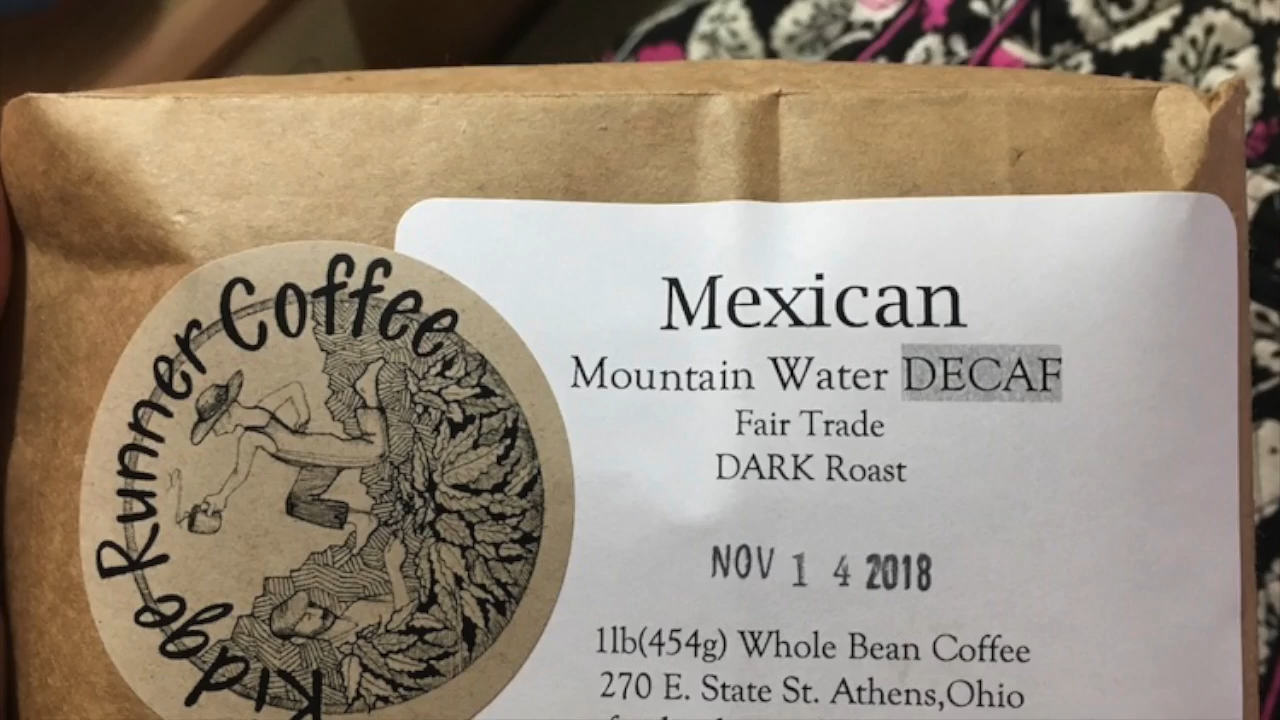 Ridge Runner Coffee
Mexican
Mountain Water DECAF
Fair Trade
DARK Roast
NOV 1 4 2018
1lb(454g) Whole Bean Coffee
270 E. State St. Athens,Ohio